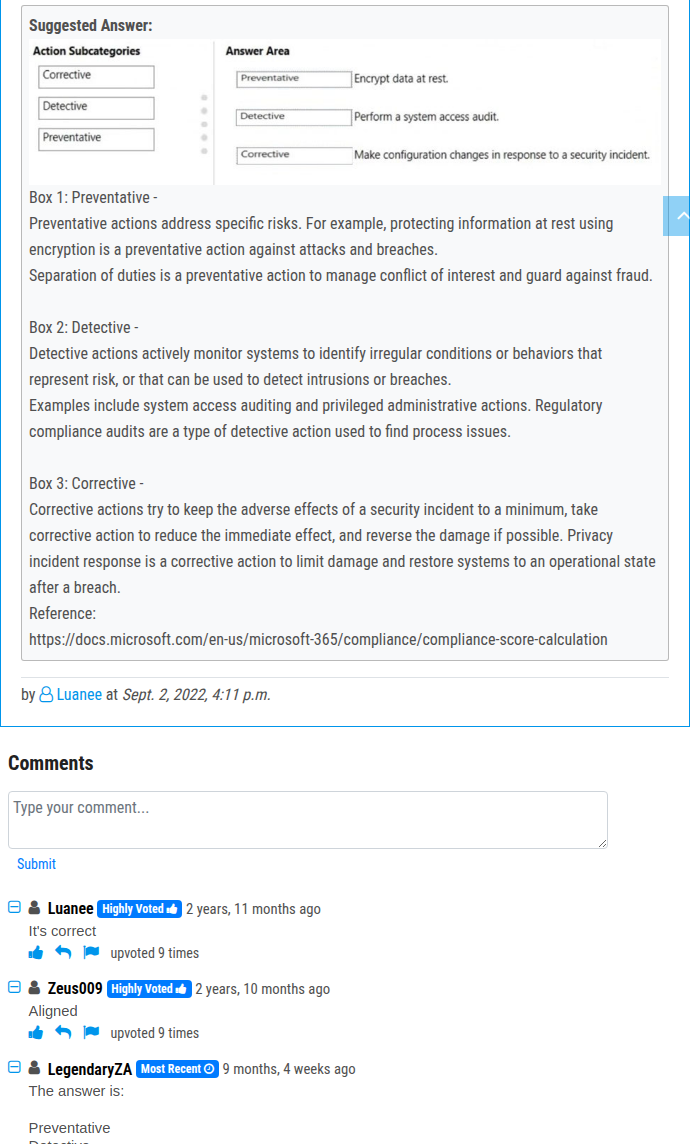 Suggested Answer:
Action Subcategories
Answer Area
Corrective
Detective
Preventative
Preventative Encrypt data at rest.
Detective Perform a system access audit.
Corrective Make configuration changes in response to a security incident.
Box 1: Preventative -
Preventative actions address specific risks. For example, protecting information at rest using
encryption is a preventative action against attacks and breaches.
Separation of duties is a preventative action to manage conflict of interest and guard against fraud.
Box 2: Detective -
Detective actions actively monitor systems to identify irregular conditions or behaviors that
represent risk, or that can be used to detect intrusions or breaches.
Examples include system access auditing and privileged administrative actions. Regulatory
compliance audits are a type of detective action used to find process issues.
Box 3: Corrective -
Corrective actions try to keep the adverse effects of a security incident to a minimum, take
corrective action to reduce the immediate effect, and reverse the damage if possible. Privacy
incident response is a corrective action to limit damage and restore systems to an operational state
after a breach.
Reference:
https://docs.microsoft.com/en-us/microsoft-365/compliance/compliance-score-calculation
by Luanee at Sept. 2, 2022, 4:11 p.m.
Comments
Type your comment...
Submit
Luanee Highly Voted 2 years, 11 months ago
It's correct
upvoted 9 times
Zeus009 Highly Voted 2 years, 10 months ago
Aligned
upvoted 9 times
LegendaryZA Most Recent 9 months, 4 weeks ago
The answer is:
Preventative